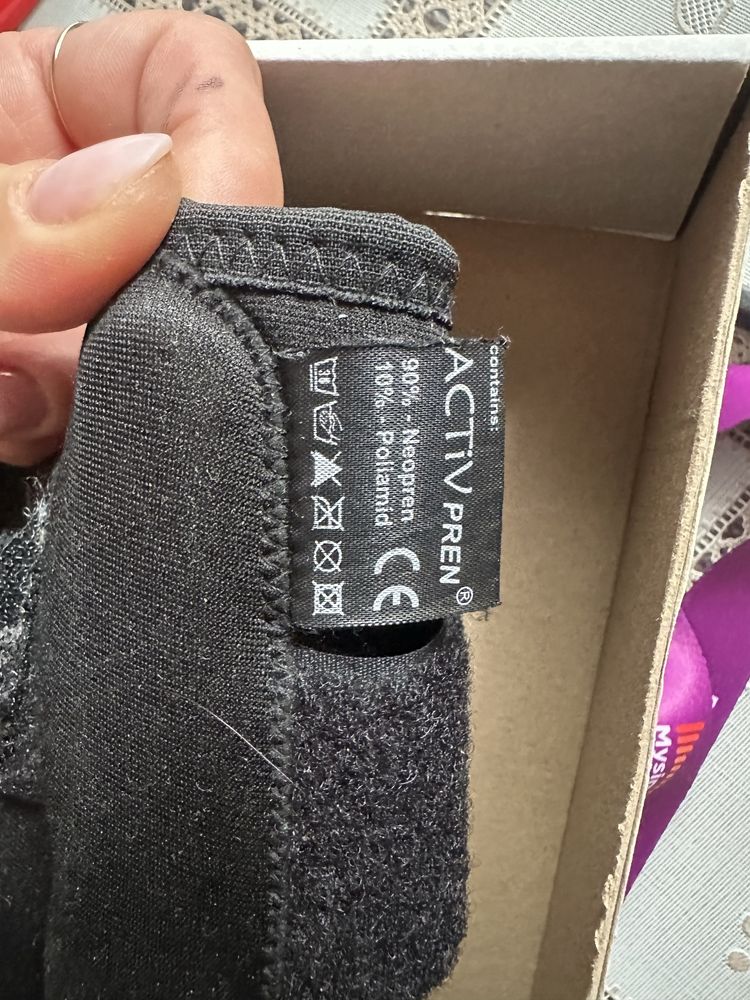 contains:
ACTiV PREN®
90% - Neopren
10% - Poliamid
CE